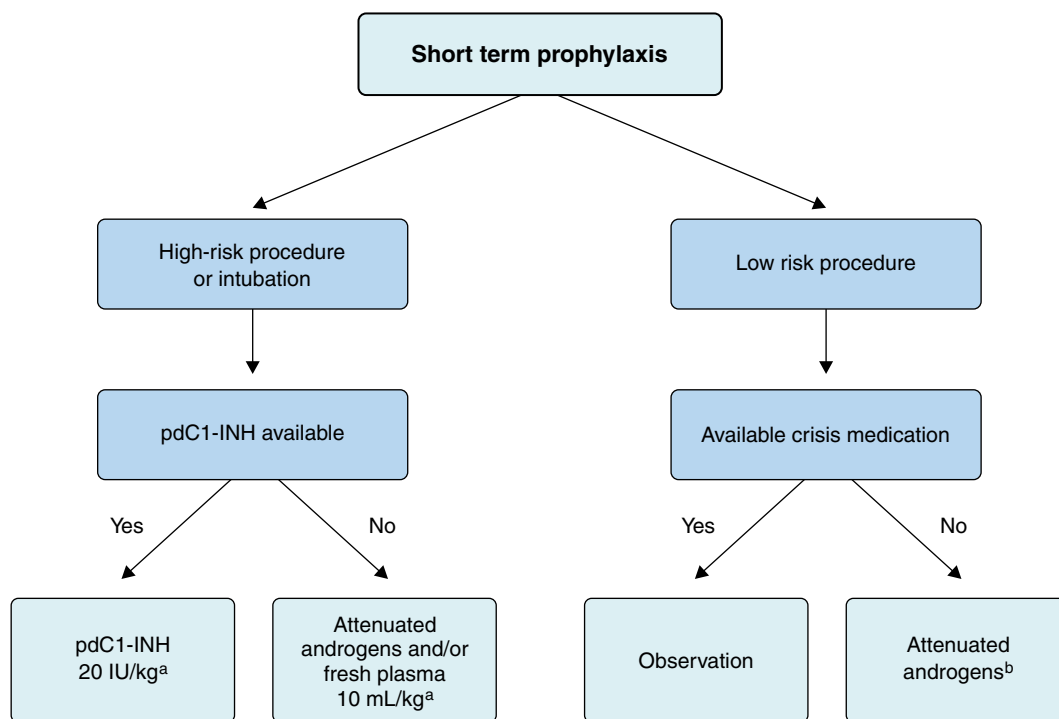 Short term prophylaxis
High-risk procedure
or intubation
Low risk procedure
pdC1-INH available
Available crisis medication
Yes
No
Yes
No
pdC1-INH
20 IU/kgᵃ
Attenuated
androgens and/or
fresh plasma
10 mL/kgᵃ
Observation
Attenuated
androgensᵇ